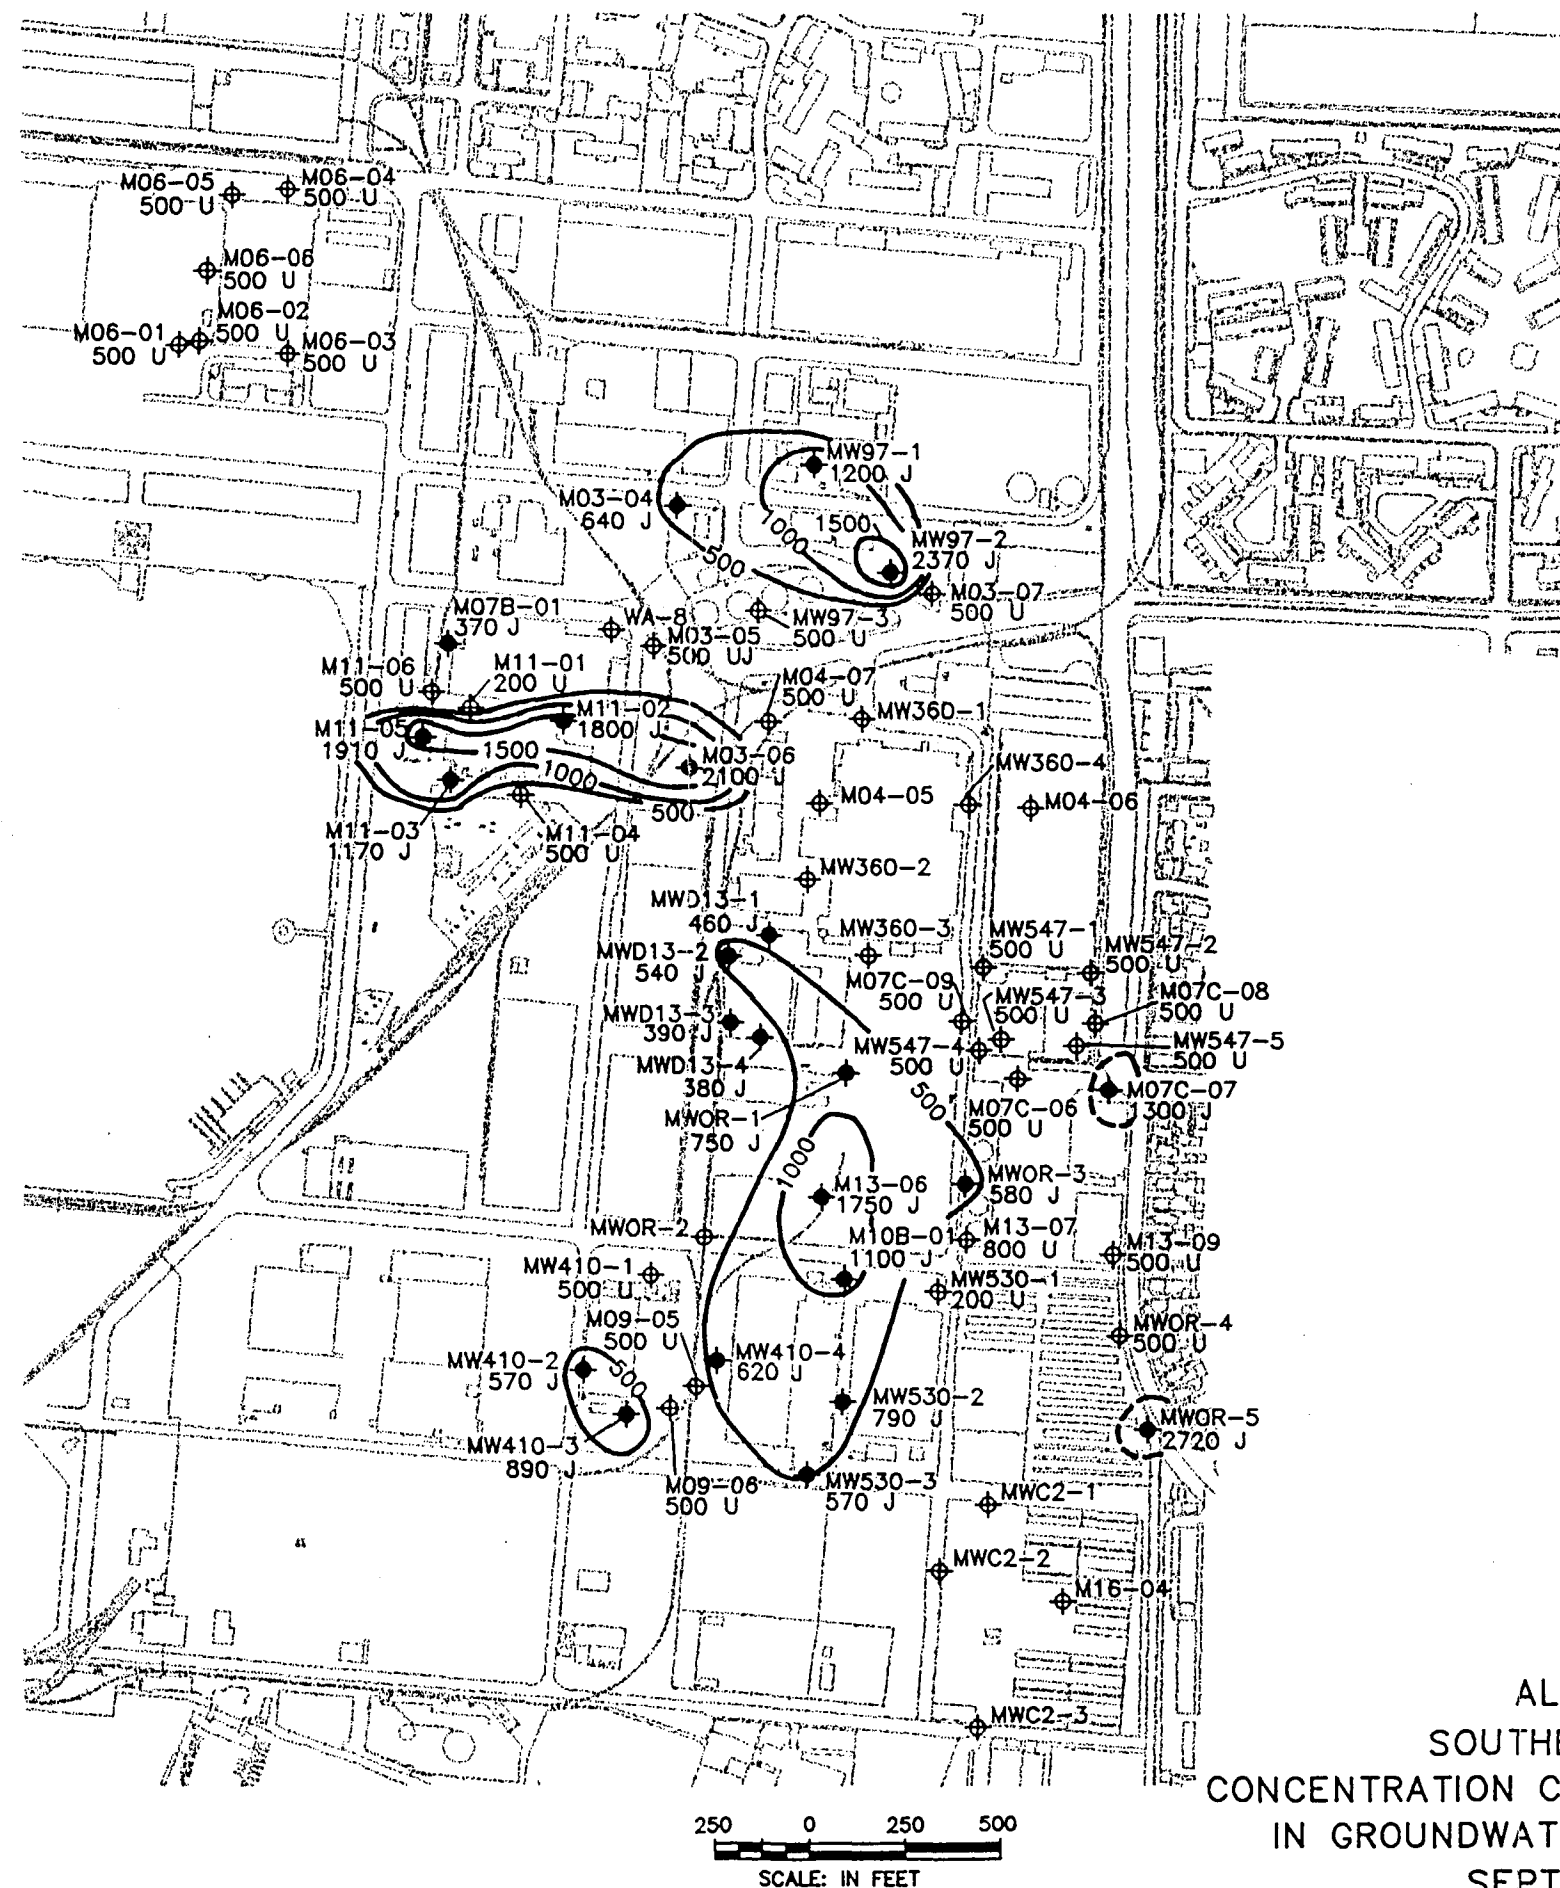 M06-05
500 U
M06-04
500 U
M06-06
500 U
M06-02
500 U
M06-01
500 U
M06-03
500 U
MW97-1
1200 J
M03-04
640 J
1000
1500
500
MW97-2
2370 J
M03-07
500 U
MW97-3
500 U
M07B-01
370 J
WA-8
M03-05
500 UJ
M11-06
500 U
M11-01
200 U
M04-07
500 U
M11-02
1800 J
MW360-1
M11-05
1910 J
1500
1000
M03-06
2100 J
500
MW360-4
M04-05
M04-06
M11-03
1170 J
M11-04
500 U
MW360-2
MWD13-1
460 J
MW360-3
MWD13-2
540 J
MW547-1
500 U
MW547-2
500 U
M07C-09
500 U
MW547-3
500 U
M07C-08
500 U
MWD13-3
390 J
MW547-4
500 U
MW547-5
500 U
MWD13-4
380 J
M07C-07
1300 J
500
M07C-06
500 U
MWOR-1
750 J
1000
M13-06
1750 J
MWOR-3
580 J
MWOR-2
M10B-01
1100 J
M13-07
800 U
M13-09
500 U
MW410-1
500 U
MW530-1
200 U
M09-05
500 U
MWOR-4
500 U
MW410-2
570 J
500
MW410-4
620 J
MW530-2
790 J
MWOR-5
2720 J
MW410-3
890 J
M09-06
500 U
MW530-3
570 J
MWC2-1
MWC2-2
M16-04
MWC2-3
AL
SOUTHE
CONCENTRATION C
IN GROUNDWAT
SEPT
250 0 250 500
SCALE: IN FEET